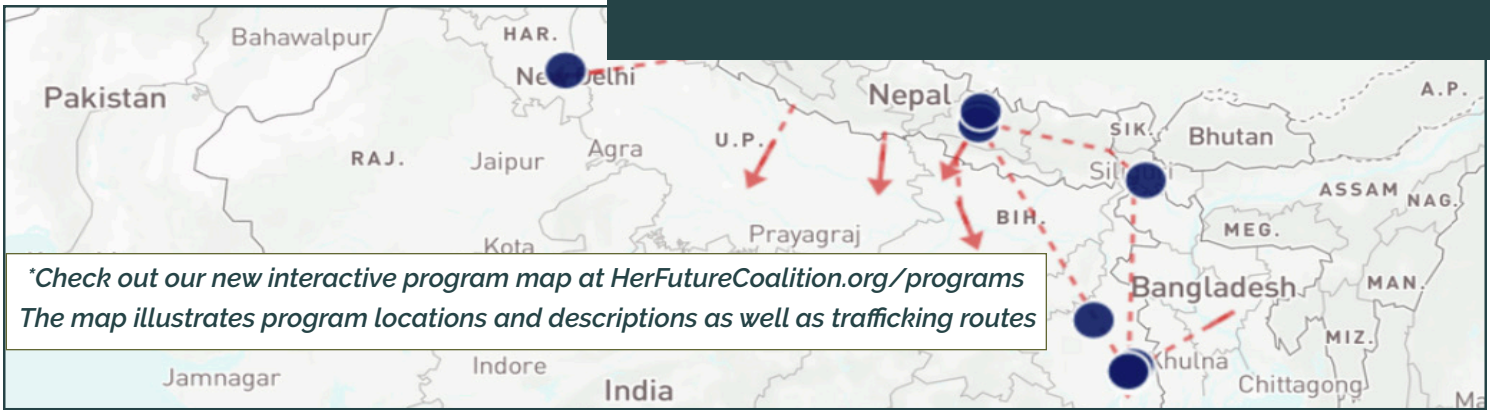 Bahawalpur
HAR.
New Delhi
Pakistan
Nepal
A.P.
SIK.
Bhutan
U.P.
RAJ.
Jaipur
Agra
Siliguri
ASSAM
NAG.
BIH.
MEG.
Prayagraj
Kota
*Check out our new interactive program map at HerFutureCoalition.org/programs
The map illustrates program locations and descriptions as well as trafficking routes
Bangladesh
MAN.
MIZ.
Indore
Khulna
Jamnagar
India
Chittagong